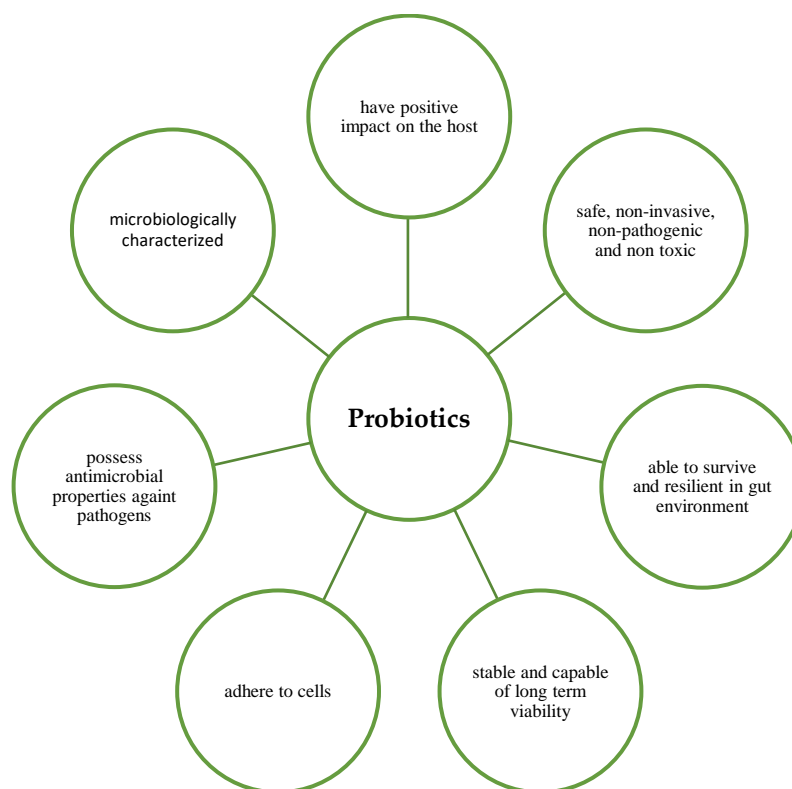 have positive
impact on the host
safe, non-invasive,
non-pathogenic
and non toxic
able to survive
and resilient in gut
environment
stable and capable
of long term
viability
adhere to cells
possess
antimicrobial
properties againt
pathogens
microbiologically
characterized
Probiotics